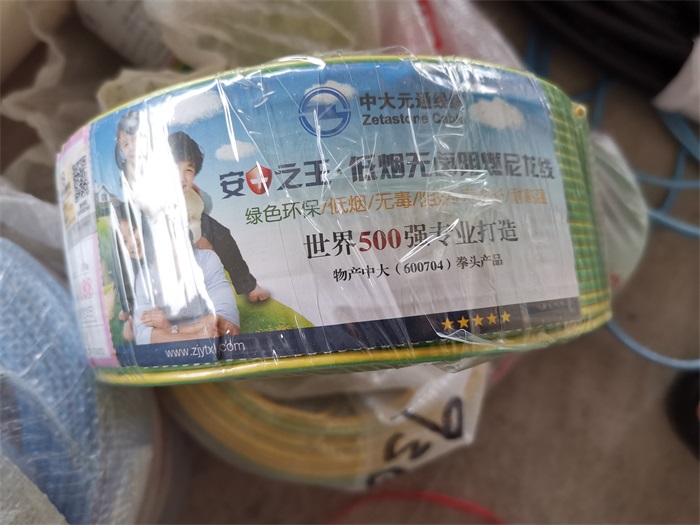 中大元通线缆
Zetastone Cable
安之王·低烟无卤阻燃尼龙线
绿色环保/低烟/无毒/
世界500强专业打造
物产中大（600704）拳头产品
www.zjytxl.com